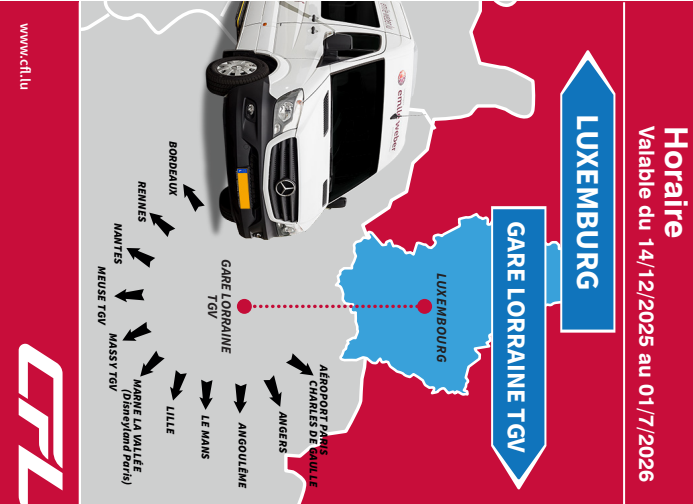 Horaire
Valable du 14/12/2025 au 01/7/2026
LUXEMBURG
GARE LORRAINE TGV
emile weber
LUXEMBOURG
GARE LORRAINE
TGV
BORDEAUX
RENNES
NANTES
MEUSE TGV
MASSY TGV
MARNE LA VALLÉE
(Disneyland Paris)
LILLE
LE MANS
ANGOULÊME
ANGERS
AÉROPORT PARIS
CHARLES DE GAULLE
www.cfl.lu
CFL